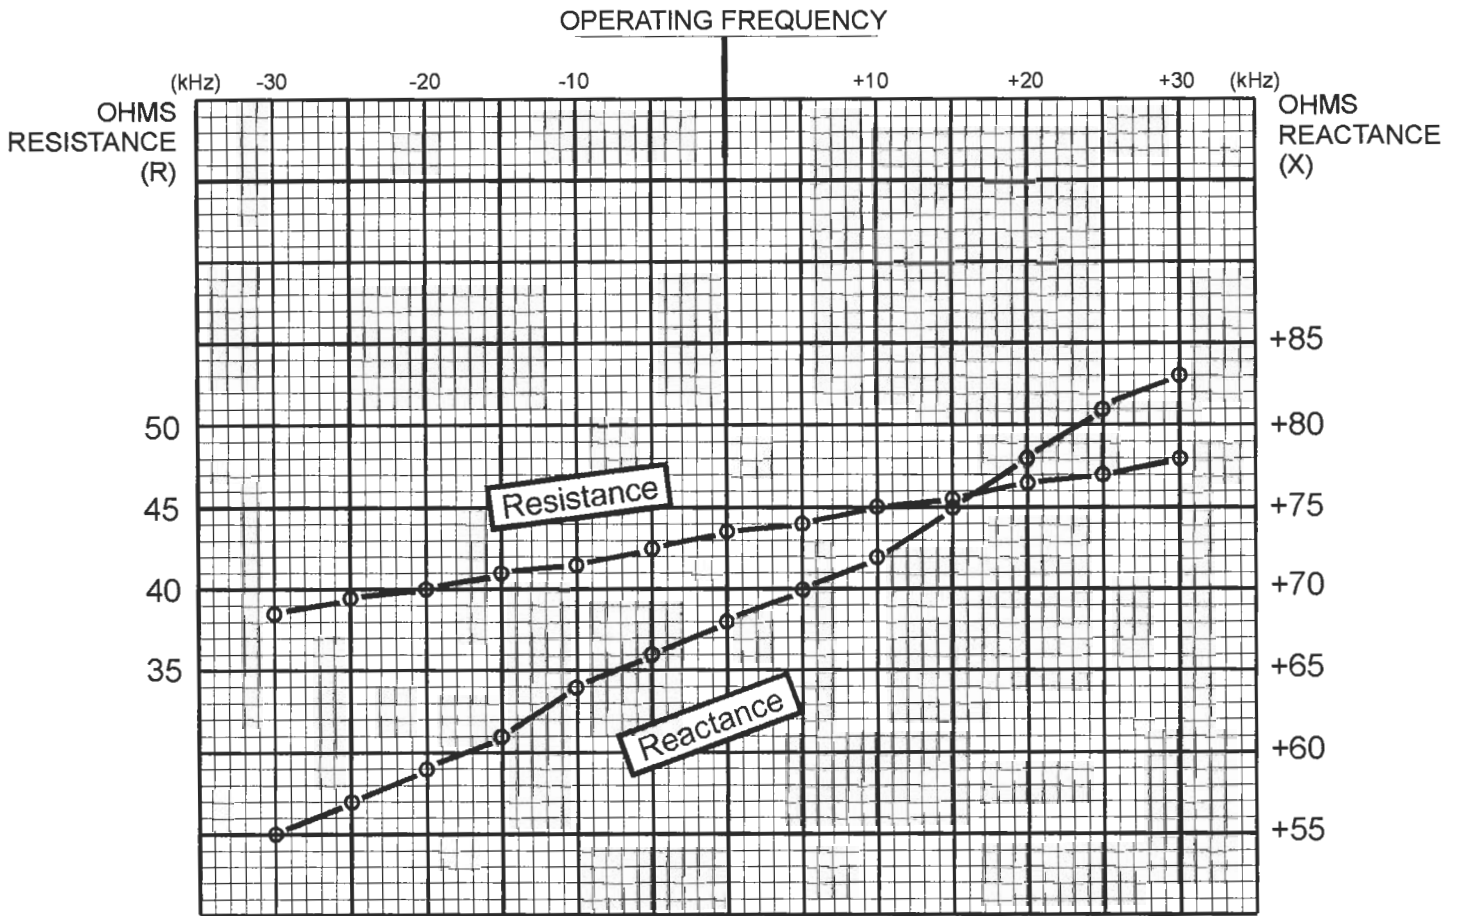 OPERATING FREQUENCY
(kHz) -30 -20 -10 +10 +20 +30 (kHz)
OHMS
RESISTANCE
(R)
OHMS
REACTANCE
(X)
+85
50
+80
Resistance
45
+75
40
+70
35
+65
Reactance
+60
+55